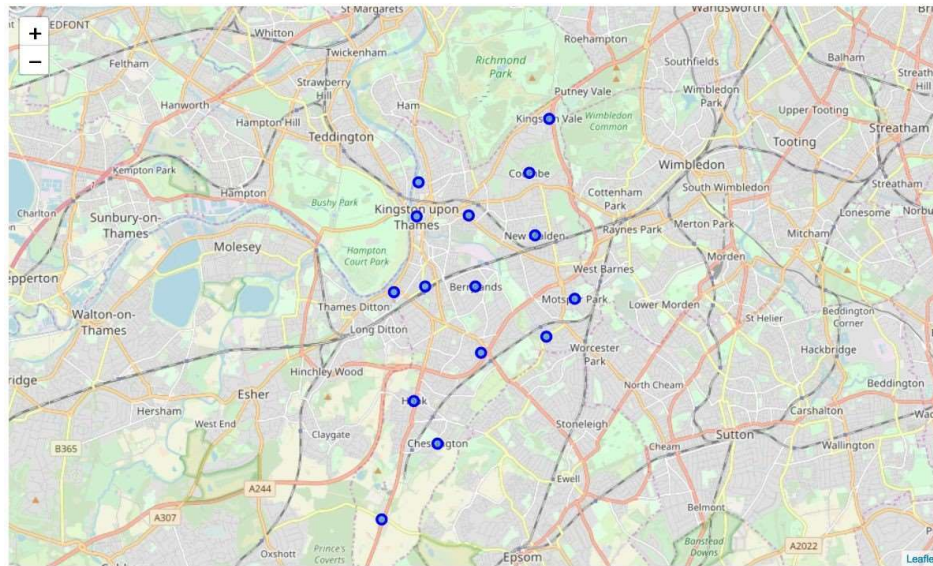 St Margarets
Wandsworth
+
EDFONT
Whitton
Roehampton
−
Feltham
Twickenham
Richmond
Park
Southfields
Balham
Strawberry
Hill
Putney Vale
Wimbledon
Park
Hanworth
Ham
Hampton Hill
Kingston Vale
Wimbledon
Common
Upper Tooting
Streatham
Teddington
Tooting
Kempton Park
Wimbledon
Coombe
Hampton
South Wimbledon
Streatham
Bushy Park
Cottenham
Park
Charlton
Sunbury-on-
Thames
Kingston upon
Thames
Merton Park
Lonesome
Raynes Park
New Malden
Mitcham
Molesey
Hampton
Court Park
Morden
epperton
West Barnes
Berrylands
Thames Ditton
Motspur Park
Lower Morden
Walton-on-
Thames
St Helier
Beddington
Corner
Long Ditton
Worcester
Park
Hackbridge
ridge
Hinchley Wood
North Cheam
Beddington
Esher
Hook
Hersham
Carshalton
West End
Stoneleigh
Claygate
Sutton
Chessington
Cheam
Wallington
B365
Ewell
A244
Belmont
A307
Oxshott
Prince's
Coverts
Epsom
Banstead
Downs
A2022
Leafle